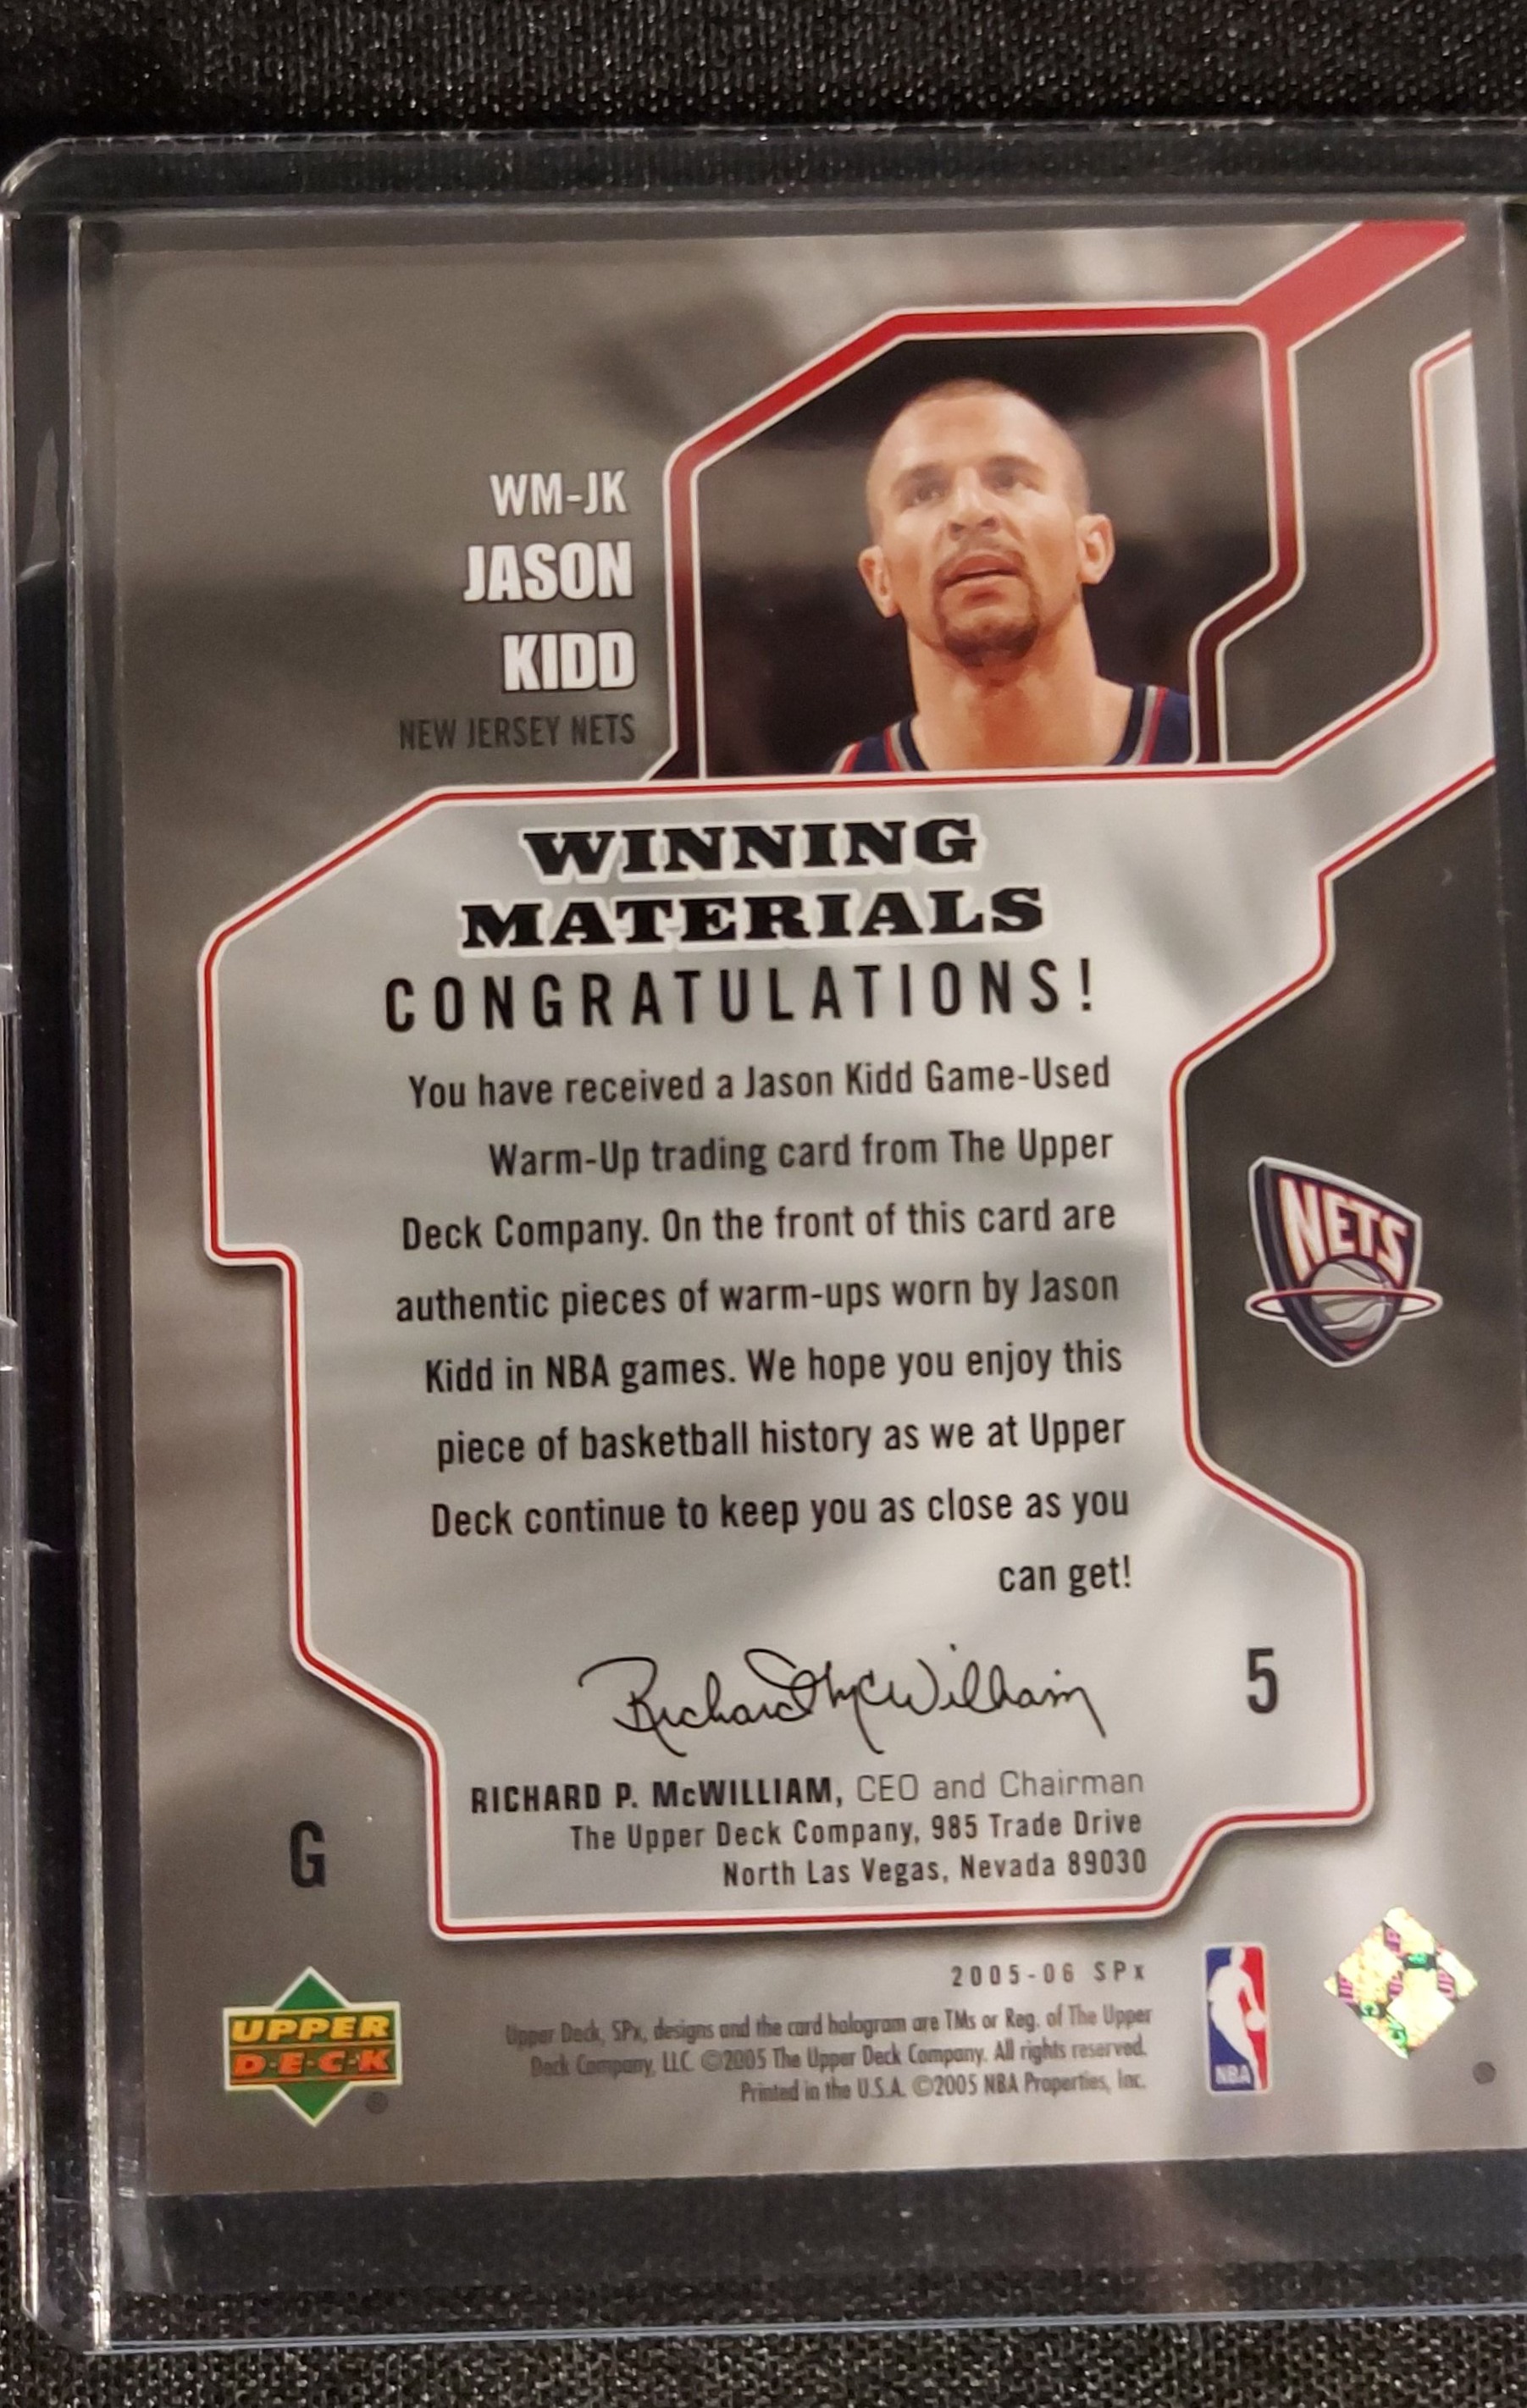 WM-JK
JASON
KIDD
NEW JERSEY NETS
WINNING
MATERIALS
CONGRATULATIONS!
You have received a Jason Kidd Game-Used
Warm-Up trading card from The Upper
Deck Company. On the front of this card are
authentic pieces of warm-ups worn by Jason
Kidd in NBA games. We hope you enjoy this
piece of basketball history as we at Upper
Deck continue to keep you as close as you
can get!
NETS
Richard McWilliam
5
RICHARD P. McWILLIAM, CEO and Chairman
The Upper Deck Company, 985 Trade Drive
North Las Vegas, Nevada 89030
G
UPPER
D·E·C·K
2005-06 SPx
Upper Deck, SPx, designs and the card hologram are TMs or Reg. of The Upper
Deck Company, LLC. ©2005 The Upper Deck Company. All rights reserved.
Printed in the U.S.A. ©2005 NBA Properties, Inc.
NBA